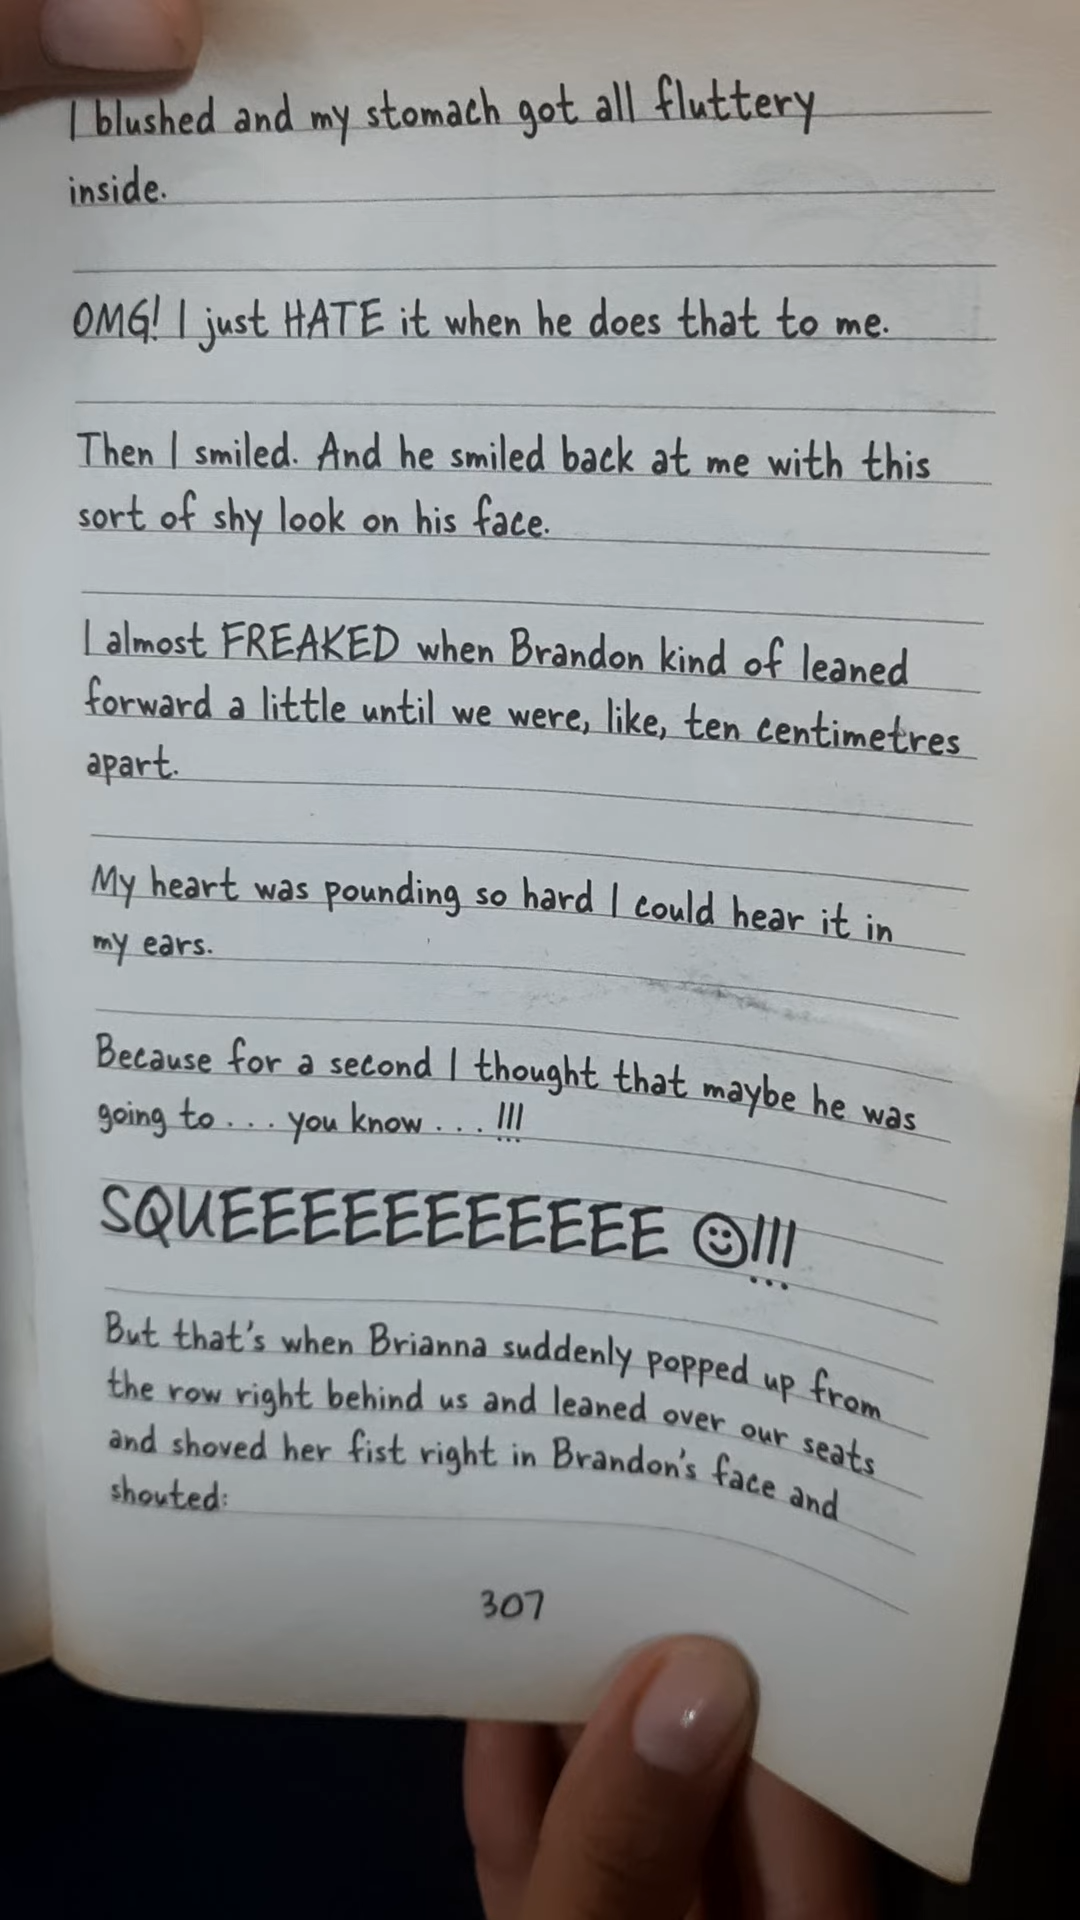 I blushed and my stomach got all fluttery
inside.
OMG! I just HATE it when he does that to me.
Then I smiled. And he smiled back at me with this
sort of shy look on his face.
I almost FREAKED when Brandon kind of leaned
forward a little until we were, like, ten centimetres
apart.
My heart was pounding so hard I could hear it in
my ears.
Because for a second I thought that maybe he was
going to . . . you know . . . !!!
SQUEEEEEEEEEEE ☺!!!
But that's when Brianna suddenly popped up from
the row right behind us and leaned over our seats
and shoved her fist right in Brandon's face and
shouted:
307